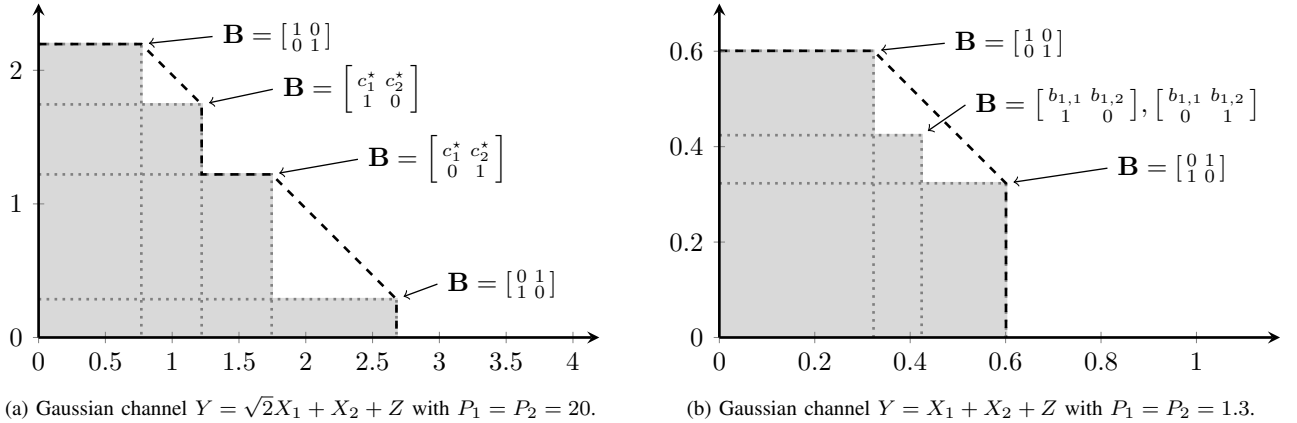 2
1
0
0 0.5 1 1.5 2 2.5 3 3.5 4
B = [1 0
0 1]
B = [c₁* c₂*
1 0]
B = [c₁* c₂*
0 1]
B = [0 1
1 0]
(a) Gaussian channel Y = √2X₁ + X₂ + Z with P₁ = P₂ = 20.
0.6
0.4
0.2
0
0 0.2 0.4 0.6 0.8 1
B = [1 0
0 1]
B = [b₁,₁ b₁,₂
1 0], [b₁,₁ b₁,₂
0 1]
B = [0 1
1 0]
(b) Gaussian channel Y = X₁ + X₂ + Z with P₁ = P₂ = 1.3.